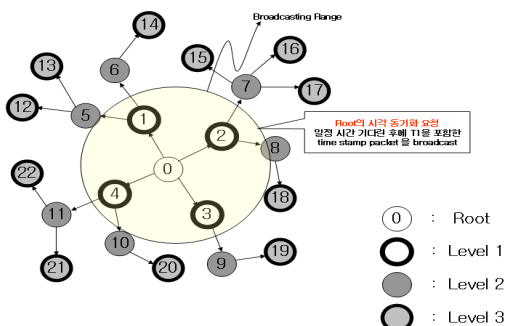 Broadcasting Range
14
13
16
15
6
7
17
12
5
1
2
Root의 시각 동기화 요청
일정 시간 기다린 후에 T1을 포함한
time stamp packet 을 broadcast
8
0
22
4
18
11
3
0 : Root
10
: Level 1
21
20
9
19
: Level 2
: Level 3